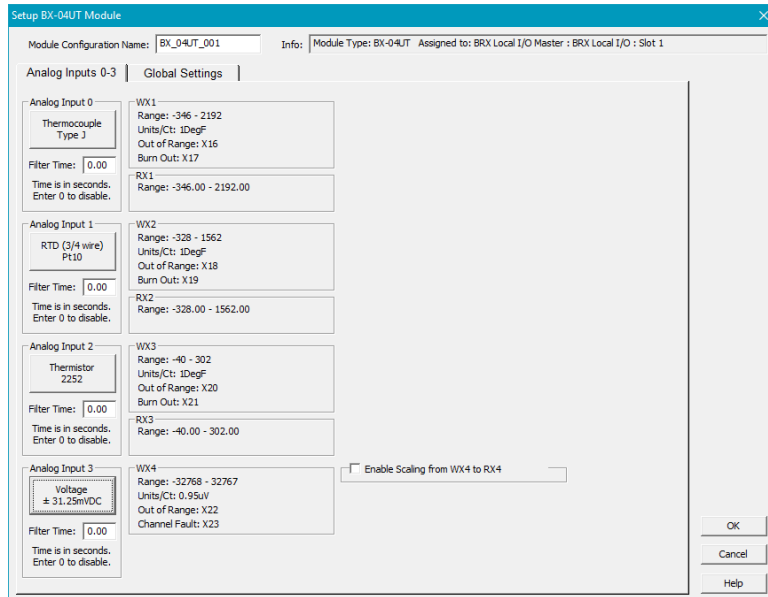 Setup BX-04UT Module
Module Configuration Name: BX_04UT_001 Info: Module Type: BX-04UT Assigned to: BRX Local I/O Master : BRX Local I/O : Slot 1
Analog Inputs 0-3 Global Settings
Analog Input 0
Thermocouple
Type J
Filter Time: 0.00
Time is in seconds.
Enter 0 to disable.
WX1
Range: -346 - 2192
Units/Ct: 1DegF
Out of Range: X16
Burn Out: X17
RX1
Range: -346.00 - 2192.00
Analog Input 1
RTD (3/4 wire)
Pt10
Filter Time: 0.00
Time is in seconds.
Enter 0 to disable.
WX2
Range: -328 - 1562
Units/Ct: 1DegF
Out of Range: X18
Burn Out: X19
RX2
Range: -328.00 - 1562.00
Analog Input 2
Thermistor
2252
Filter Time: 0.00
Time is in seconds.
Enter 0 to disable.
WX3
Range: -40 - 302
Units/Ct: 1DegF
Out of Range: X20
Burn Out: X21
RX3
Range: -40.00 - 302.00
Analog Input 3
Voltage
± 31.25mVDC
Filter Time: 0.00
Time is in seconds.
Enter 0 to disable.
WX4
Range: -32768 - 32767
Units/Ct: 0.95uV
Out of Range: X22
Channel Fault: X23
Enable Scaling from WX4 to RX4
OK
Cancel
Help